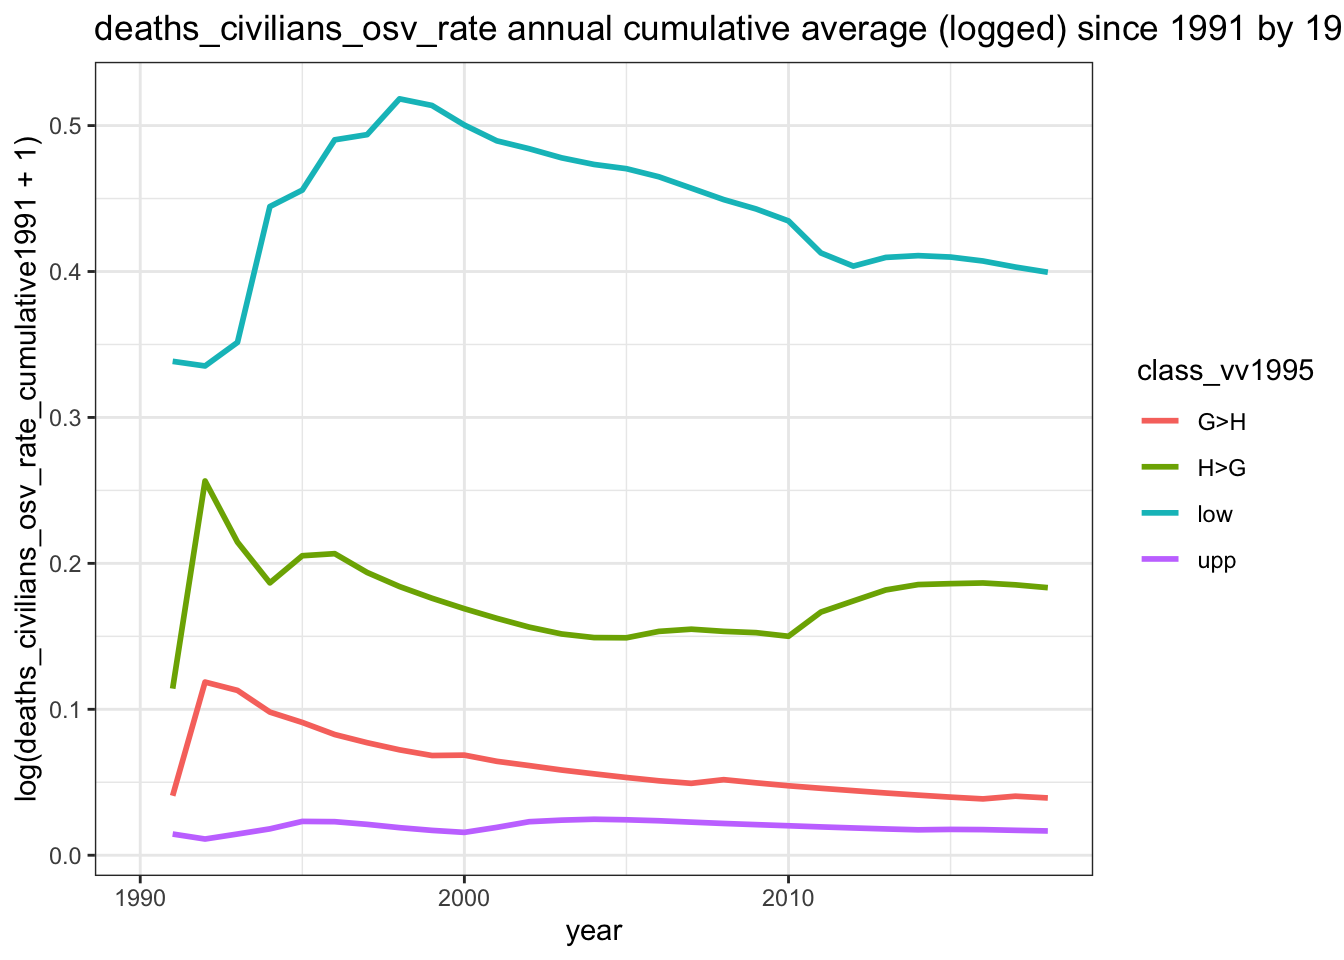 deaths_civilians_osv_rate annual cumulative average (logged) since 1991 by 19
log(deaths_civilians_osv_rate_cumulative1991 + 1)
0.5
0.4
0.3
0.2
0.1
0.0
1990
2000
2010
year
class_vv1995
G>H
H>G
low
upp